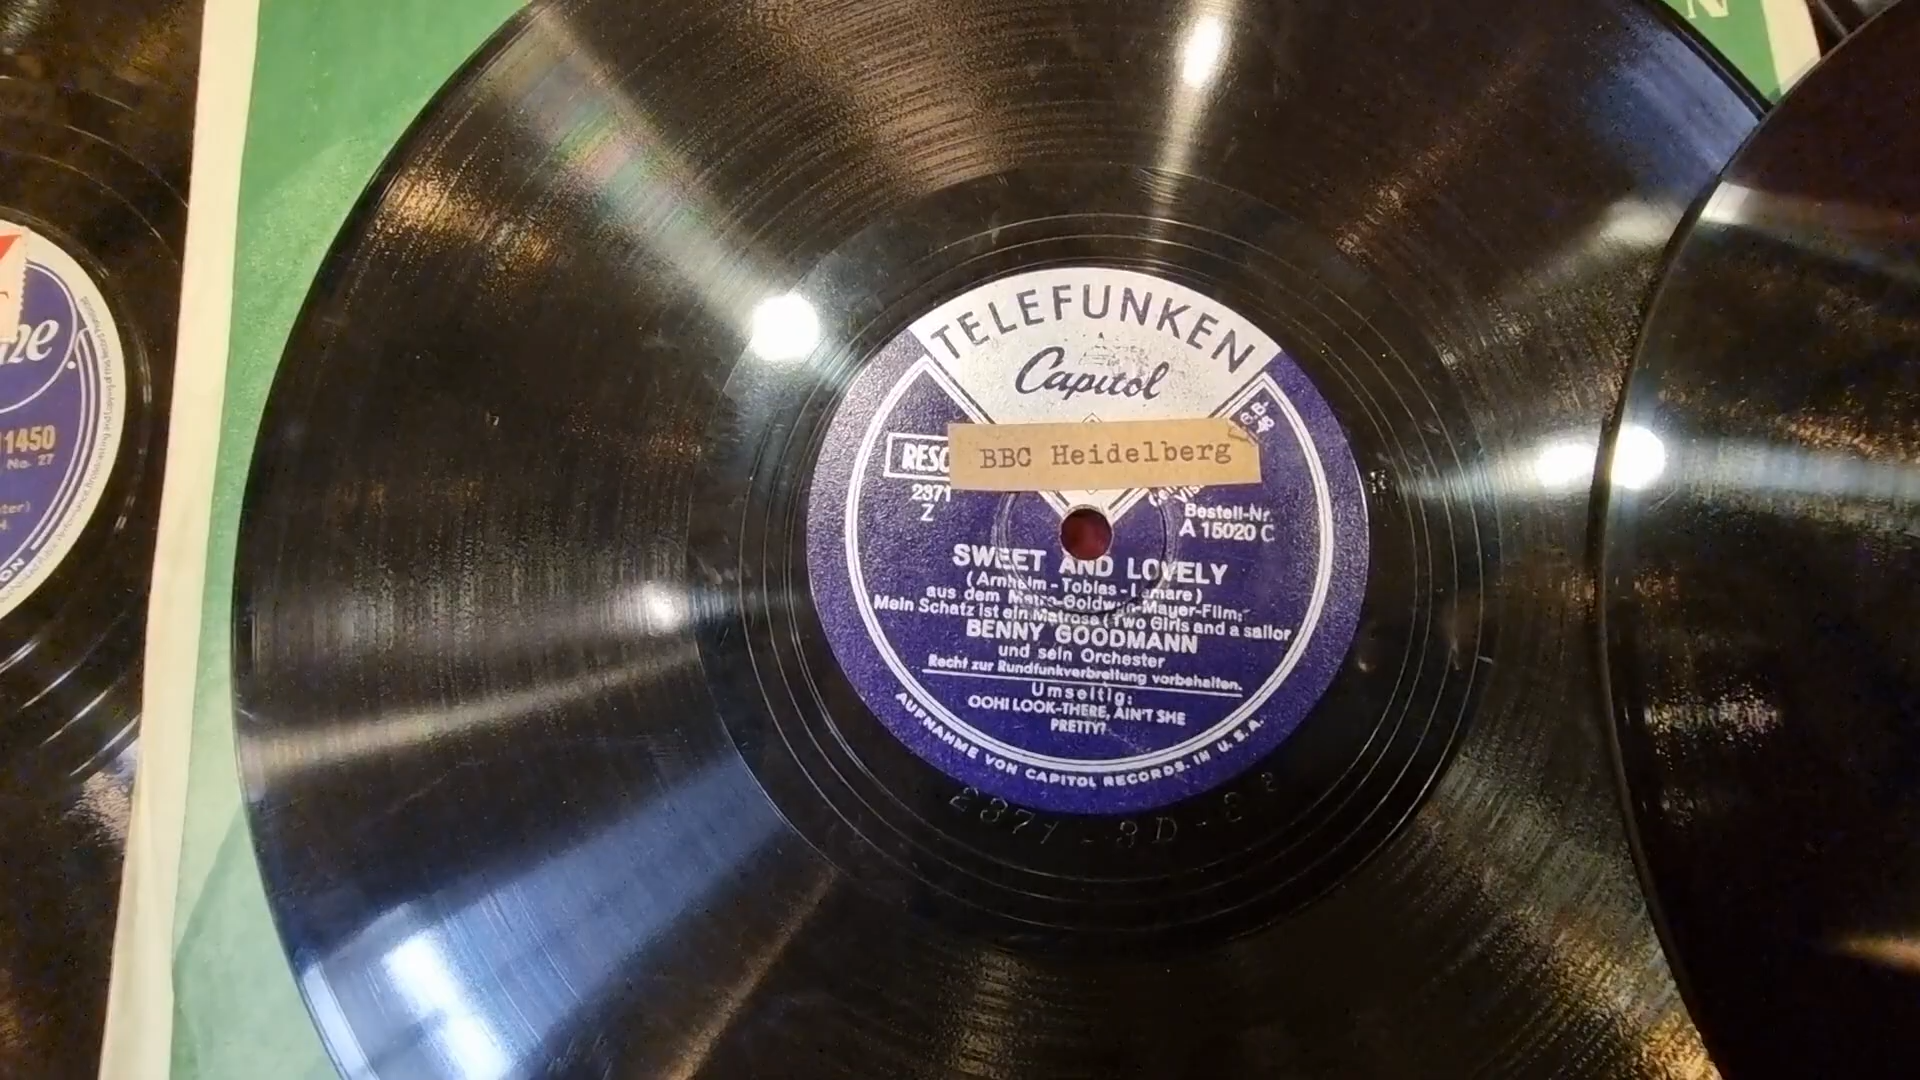 TELEFUNKEN
Capitol
BBC Heidelberg
2371
Z
Bestell-Nr.
A 15020 C
SWEET AND LOVELY
(Arnheim - Tobias - Lemare)
aus dem Metro-Goldwyn-Mayer-Film:
Mein Schatz ist ein Matrose (Two Girls and a sailor
BENNY GOODMANN
und sein Orchester
Recht zur Rundfunkverbreitung vorbehalten.
Umseitig:
OOH! LOOK-THERE, AIN'T SHE
PRETTY?
AUFNAHME VON CAPITOL RECORDS. IN U.S.A.
11450
No. 27